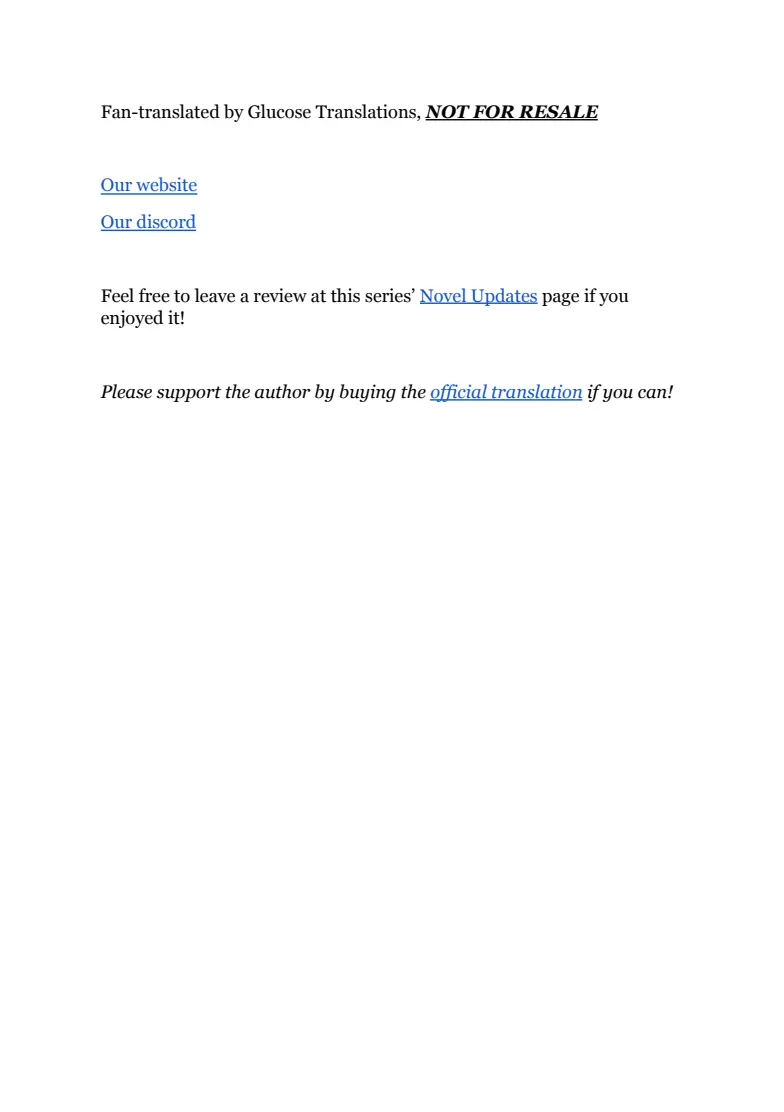 Fan-translated by Glucose Translations, NOT FOR RESALE
Our website
Our discord
Feel free to leave a review at this series’ Novel Updates page if you
enjoyed it!
Please support the author by buying the official translation if you can!